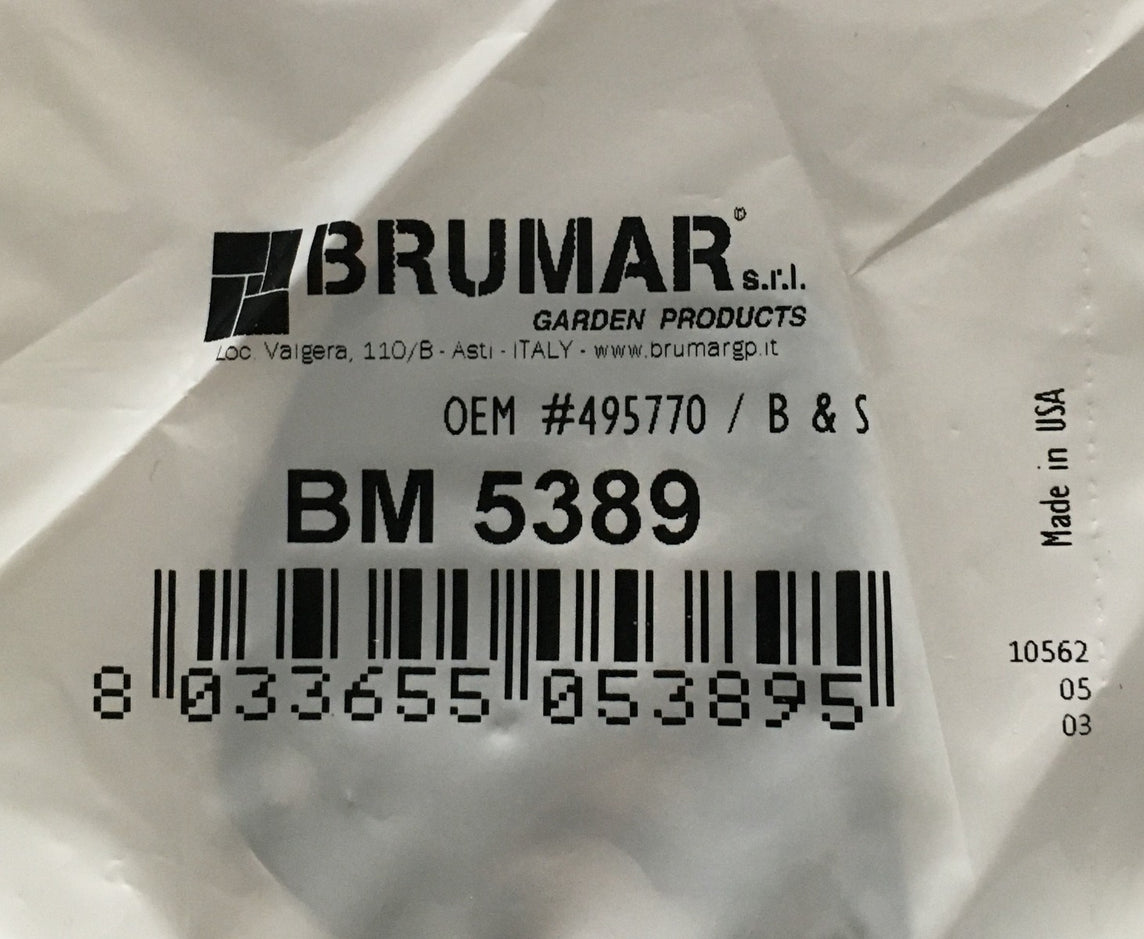 BRUMAR©
s.r.l.
GARDEN PRODUCTS
Loc. Valgera, 110/B - Asti - ITALY - www.brumargp.it
OEM #495770 / B & S
BM 5389
8 033655 053895
Made in USA
10562
05
03